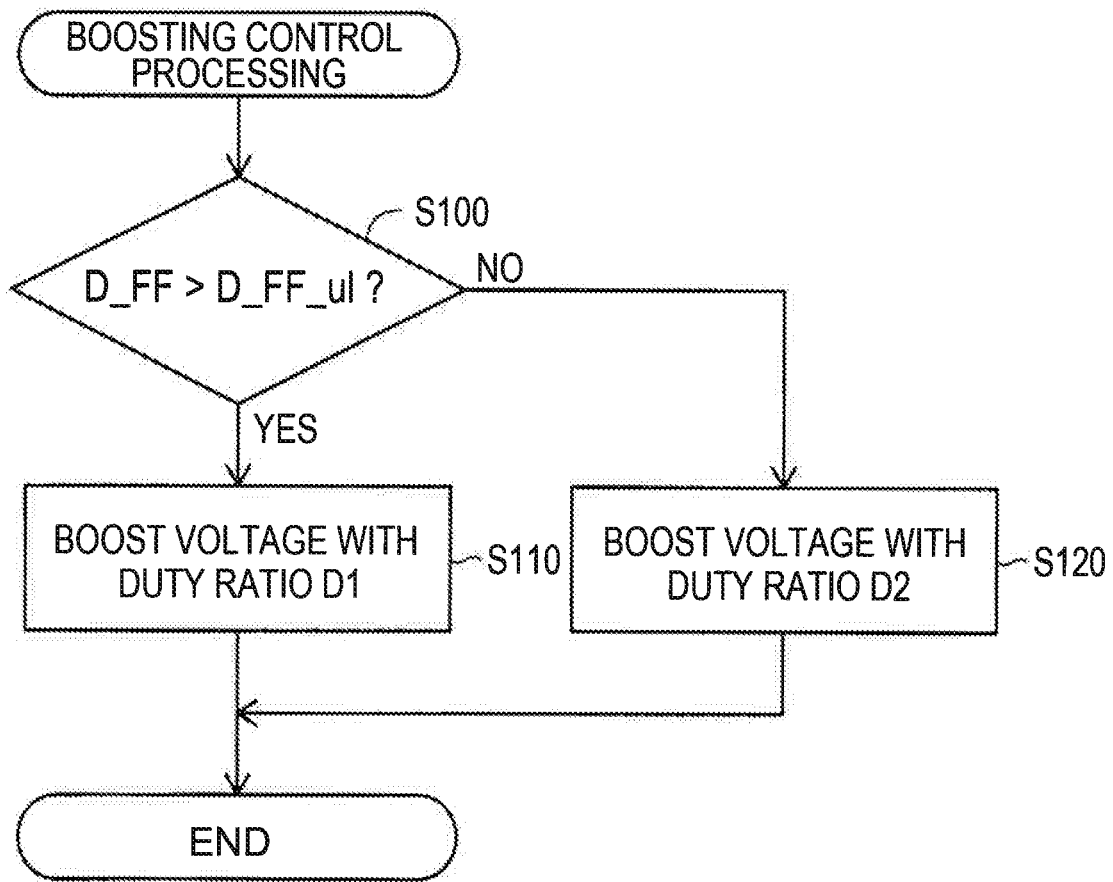 BOOSTING CONTROL
PROCESSING
S100
D_FF > D_FF_ul ?
NO
YES
BOOST VOLTAGE WITH
DUTY RATIO D1
S110
BOOST VOLTAGE WITH
DUTY RATIO D2
S120
END